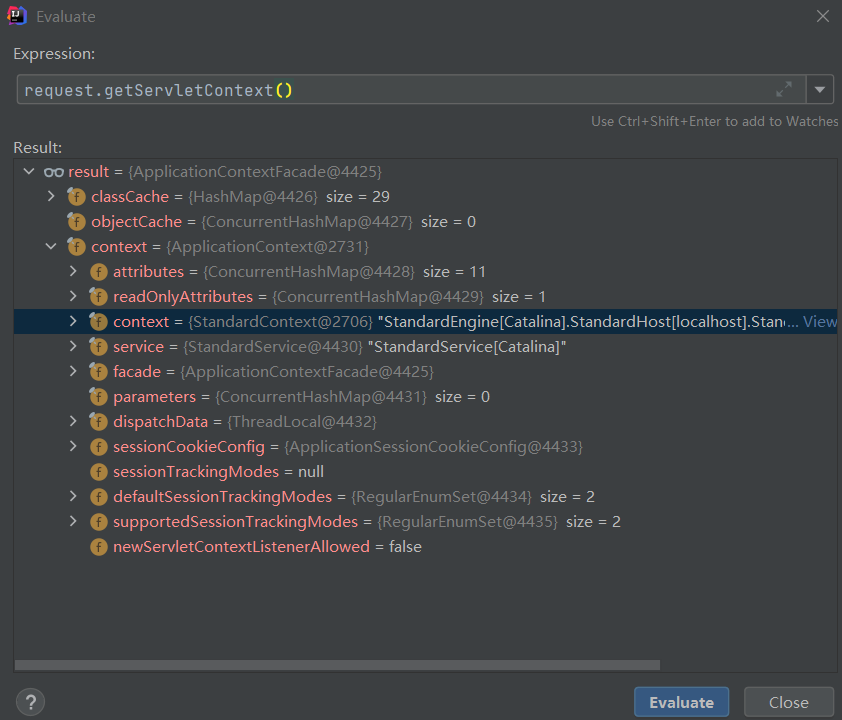 Evaluate
Expression:
request.getServletContext()
Use Ctrl+Shift+Enter to add to Watches
Result:
result = {ApplicationContextFacade@4425}
f classCache = {HashMap@4426} size = 29
f objectCache = {ConcurrentHashMap@4427} size = 0
f context = {ApplicationContext@2731}
f attributes = {ConcurrentHashMap@4428} size = 11
f readOnlyAttributes = {ConcurrentHashMap@4429} size = 1
f context = {StandardContext@2706} "StandardEngine[Catalina].StandardHost[localhost].Stan... View
f service = {StandardService@4430} "StandardService[Catalina]"
f facade = {ApplicationContextFacade@4425}
f parameters = {ConcurrentHashMap@4431} size = 0
f dispatchData = {ThreadLocal@4432}
f sessionCookieConfig = {ApplicationSessionCookieConfig@4433}
f sessionTrackingModes = null
f defaultSessionTrackingModes = {RegularEnumSet@4434} size = 2
f supportedSessionTrackingModes = {RegularEnumSet@4435} size = 2
f newServletContextListenerAllowed = false
? Evaluate Close